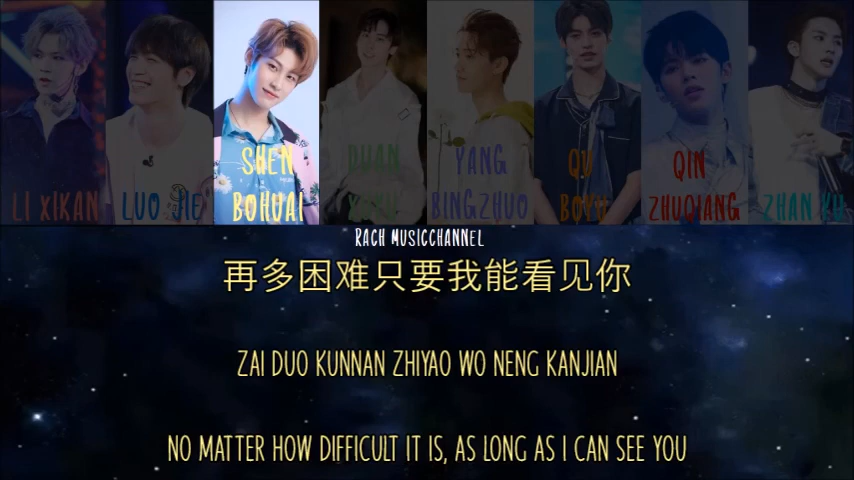 LI XIKAN
LUO JIE
SHEN
BOHUAI
DUAN
XUYU
YANG
BINGZHUO
QU
BOYU
QIN
ZHUQIANG
ZHAN YU
RACH MUSICCHANNEL
再多困难只要我能看见你
ZAI DUO KUNNAN ZHIYAO WO NENG KANJIAN
NO MATTER HOW DIFFICULT IT IS, AS LONG AS I CAN SEE YOU